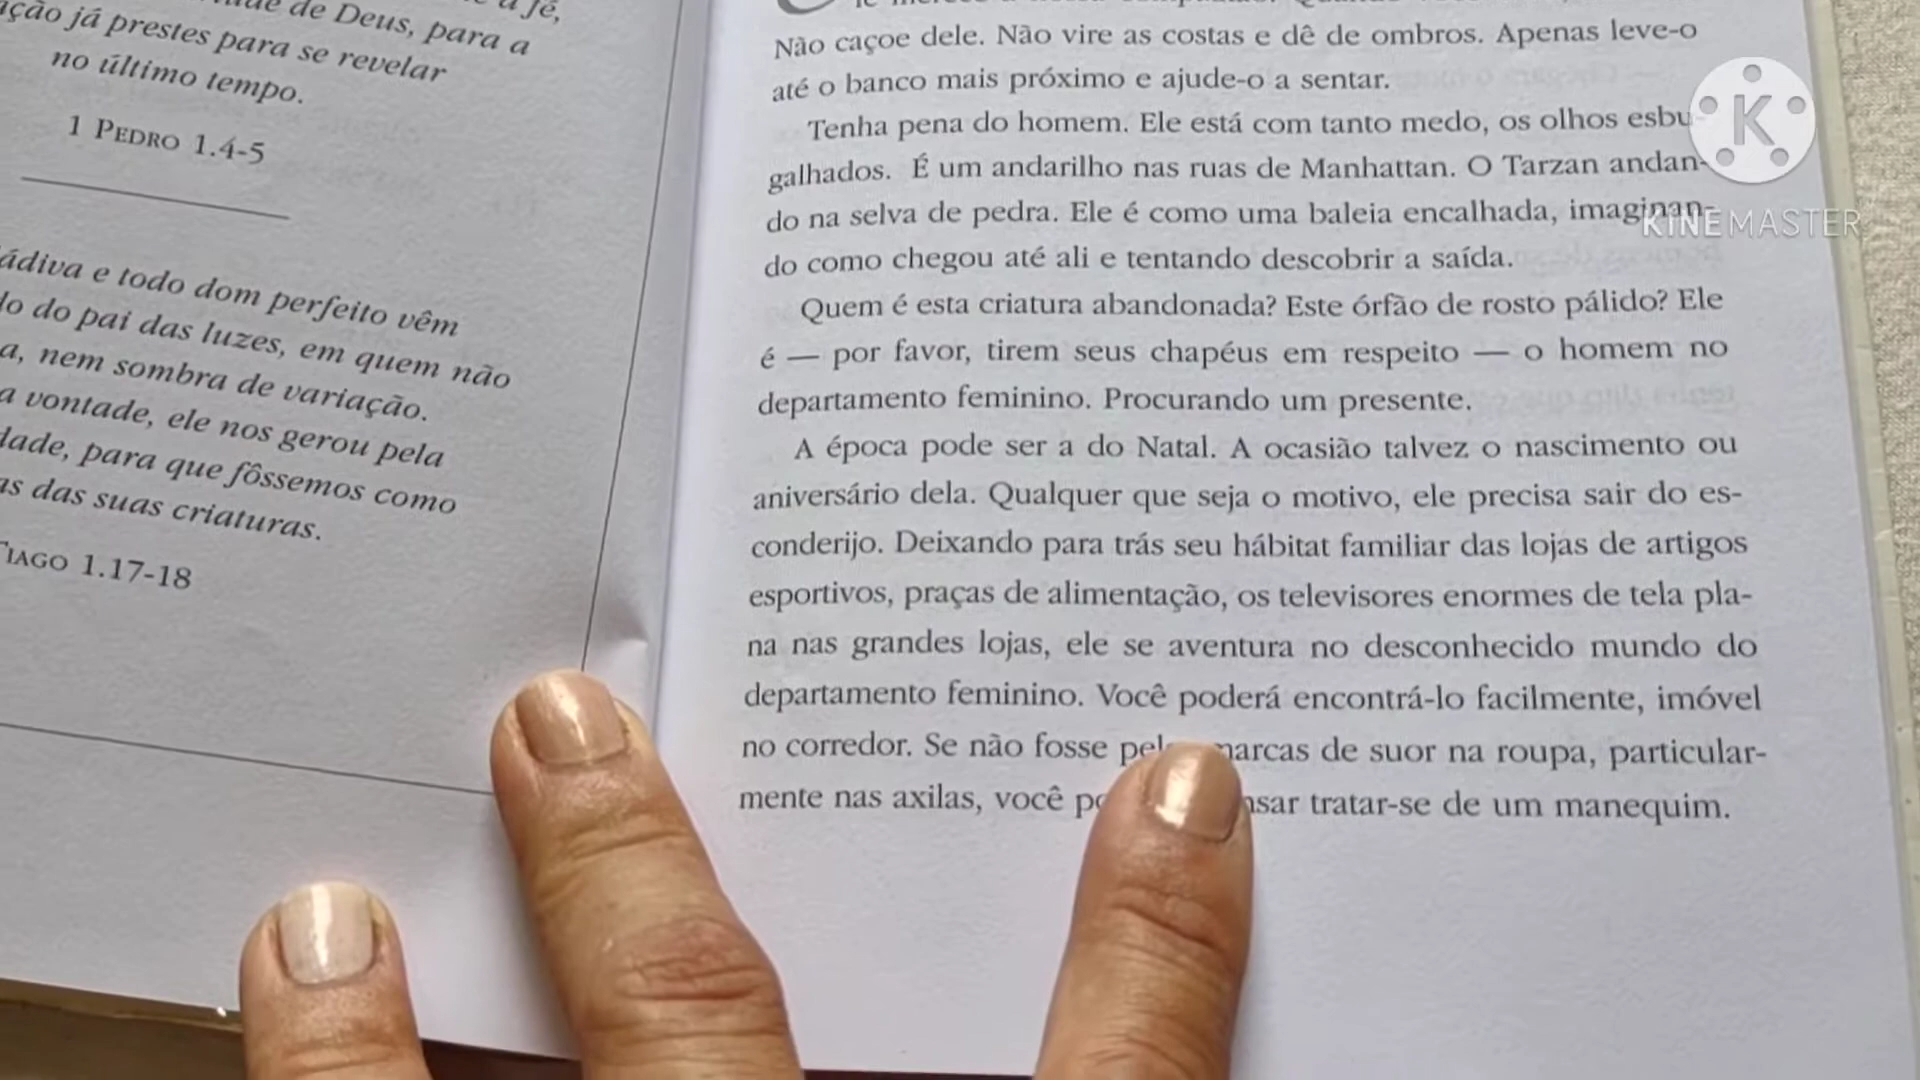 de Deus, para a
já prestes para se revelar
no último tempo.
1 PEDRO 1.4-5
e todo dom perfeito vêm
do pai das luzes, em quem não
nem sombra de variação.
vontade, ele nos gerou pela
para que fôssemos como
das suas criaturas.
TIAGO 1.17-18
Não caçoe dele. Não vire as costas e dê de ombros. Apenas leve-o
até o banco mais próximo e ajude-o a sentar.
Tenha pena do homem. Ele está com tanto medo, os olhos esbu-
galhados. É um andarilho nas ruas de Manhattan. O Tarzan andan-
do na selva de pedra. Ele é como uma baleia encalhada, imaginan-
do como chegou até ali e tentando descobrir a saída.
Quem é esta criatura abandonada? Este órfão de rosto pálido? Ele
é — por favor, tirem seus chapéus em respeito — o homem no
departamento feminino. Procurando um presente.
A época pode ser a do Natal. A ocasião talvez o nascimento ou
aniversário dela. Qualquer que seja o motivo, ele precisa sair do es-
conderijo. Deixando para trás seu hábitat familiar das lojas de artigos
esportivos, praças de alimentação, os televisores enormes de tela pla-
na nas grandes lojas, ele se aventura no desconhecido mundo do
departamento feminino. Você poderá encontrá-lo facilmente, imóvel
no corredor. Se não fosse marcas de suor na roupa, particular-
mente nas axilas, você tratar-se de um manequim.
K
KINEMASTER